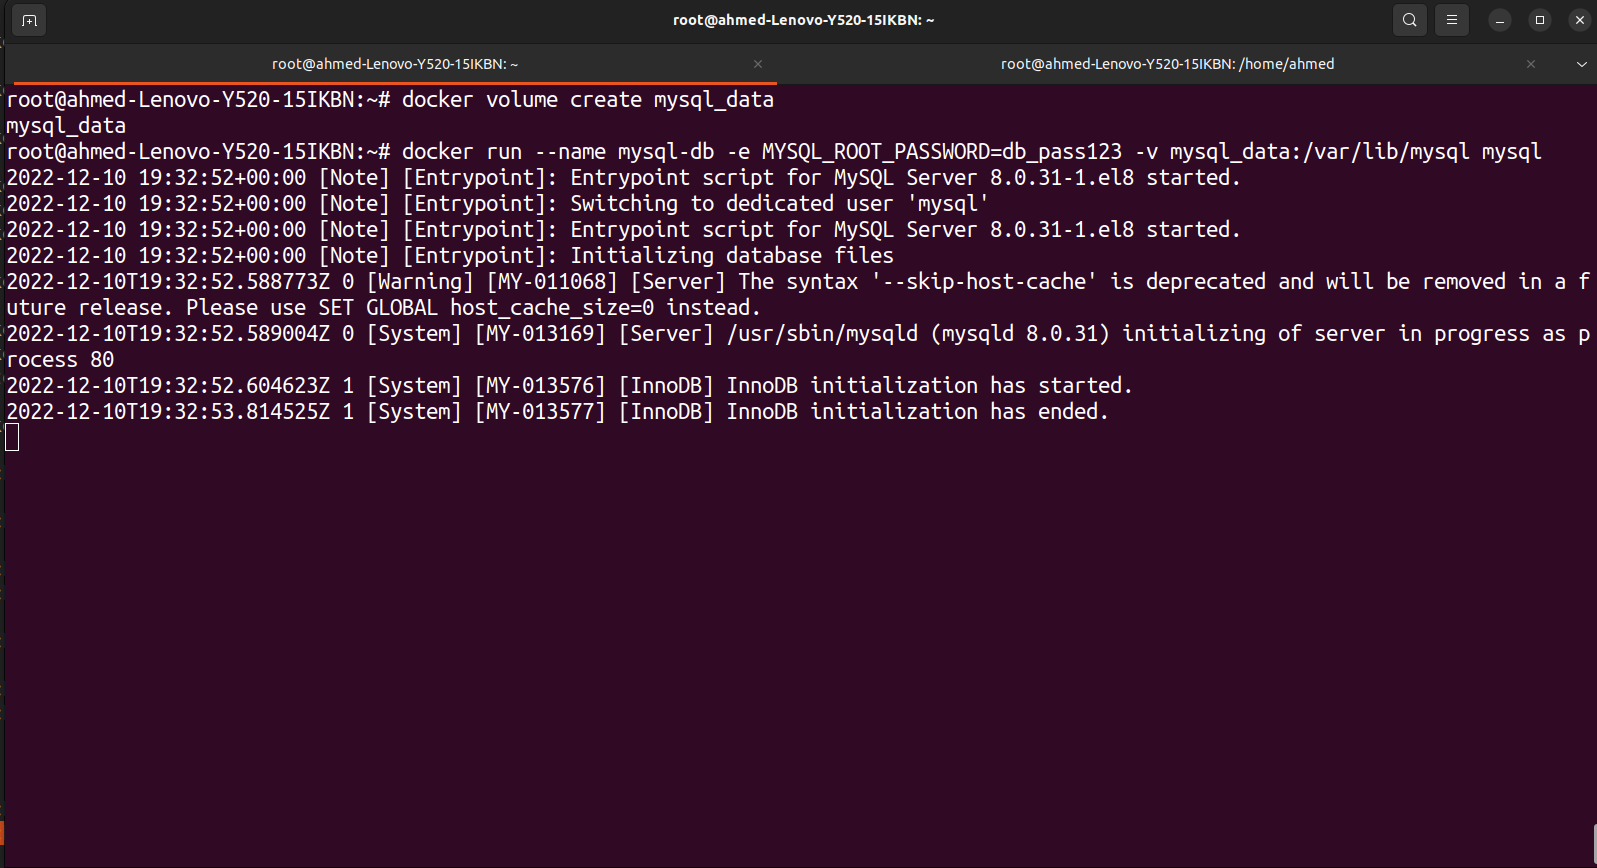 root@ahmed-Lenovo-Y520-15IKBN: ~
root@ahmed-Lenovo-Y520-15IKBN: ~
root@ahmed-Lenovo-Y520-15IKBN: /home/ahmed
root@ahmed-Lenovo-Y520-15IKBN:~# docker volume create mysql_data
mysql_data
root@ahmed-Lenovo-Y520-15IKBN:~# docker run --name mysql-db -e MYSQL_ROOT_PASSWORD=db_pass123 -v mysql_data:/var/lib/mysql mysql
2022-12-10 19:32:52+00:00 [Note] [Entrypoint]: Entrypoint script for MySQL Server 8.0.31-1.el8 started.
2022-12-10 19:32:52+00:00 [Note] [Entrypoint]: Switching to dedicated user 'mysql'
2022-12-10 19:32:52+00:00 [Note] [Entrypoint]: Entrypoint script for MySQL Server 8.0.31-1.el8 started.
2022-12-10 19:32:52+00:00 [Note] [Entrypoint]: Initializing database files
2022-12-10T19:32:52.588773Z 0 [Warning] [MY-011068] [Server] The syntax '--skip-host-cache' is deprecated and will be removed in a f
uture release. Please use SET GLOBAL host_cache_size=0 instead.
2022-12-10T19:32:52.589004Z 0 [System] [MY-013169] [Server] /usr/sbin/mysqld (mysqld 8.0.31) initializing of server in progress as p
rocess 80
2022-12-10T19:32:52.604623Z 1 [System] [MY-013576] [InnoDB] InnoDB initialization has started.
2022-12-10T19:32:53.814525Z 1 [System] [MY-013577] [InnoDB] InnoDB initialization has ended.